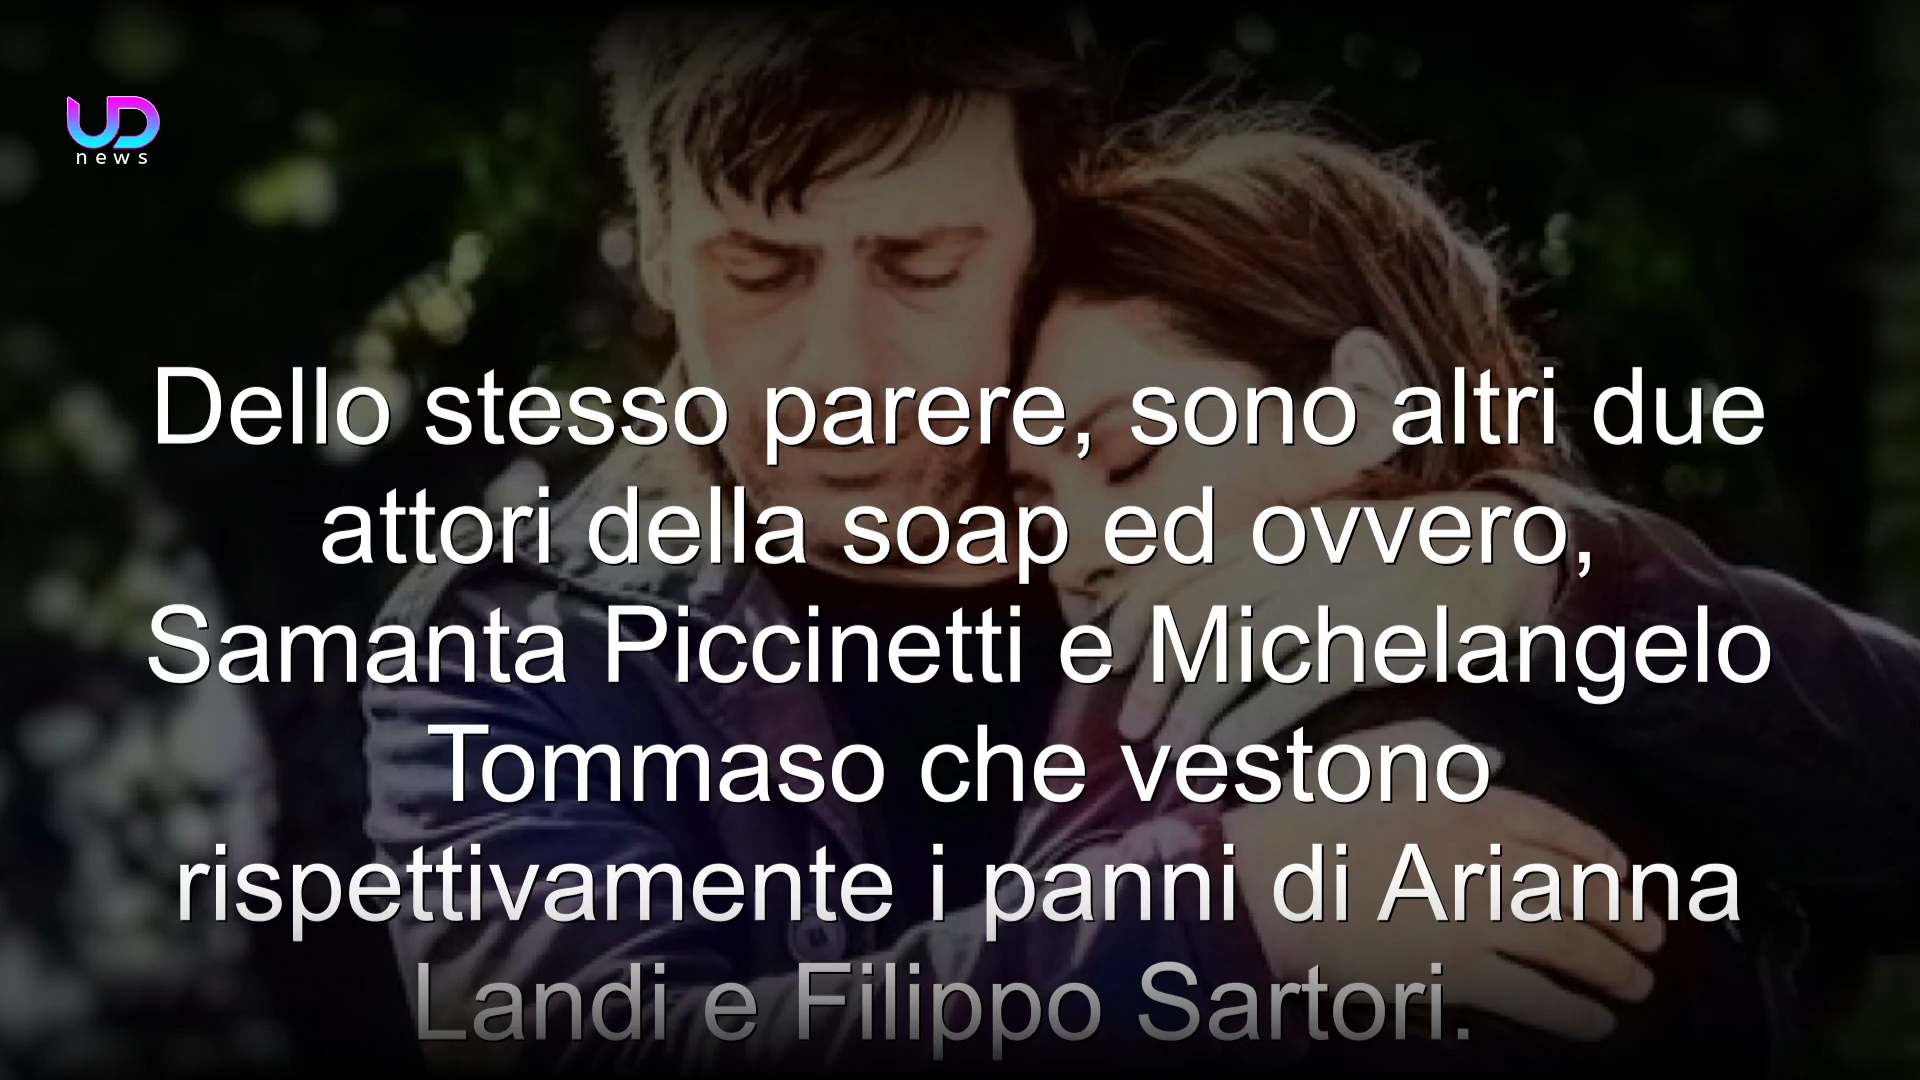 UD
news
Dello stesso parere, sono altri due
attori della soap ed ovvero,
Samanta Piccinetti e Michelangelo
Tommaso che vestono
rispettivamente i panni di Arianna
Landi e Filippo Sartori.